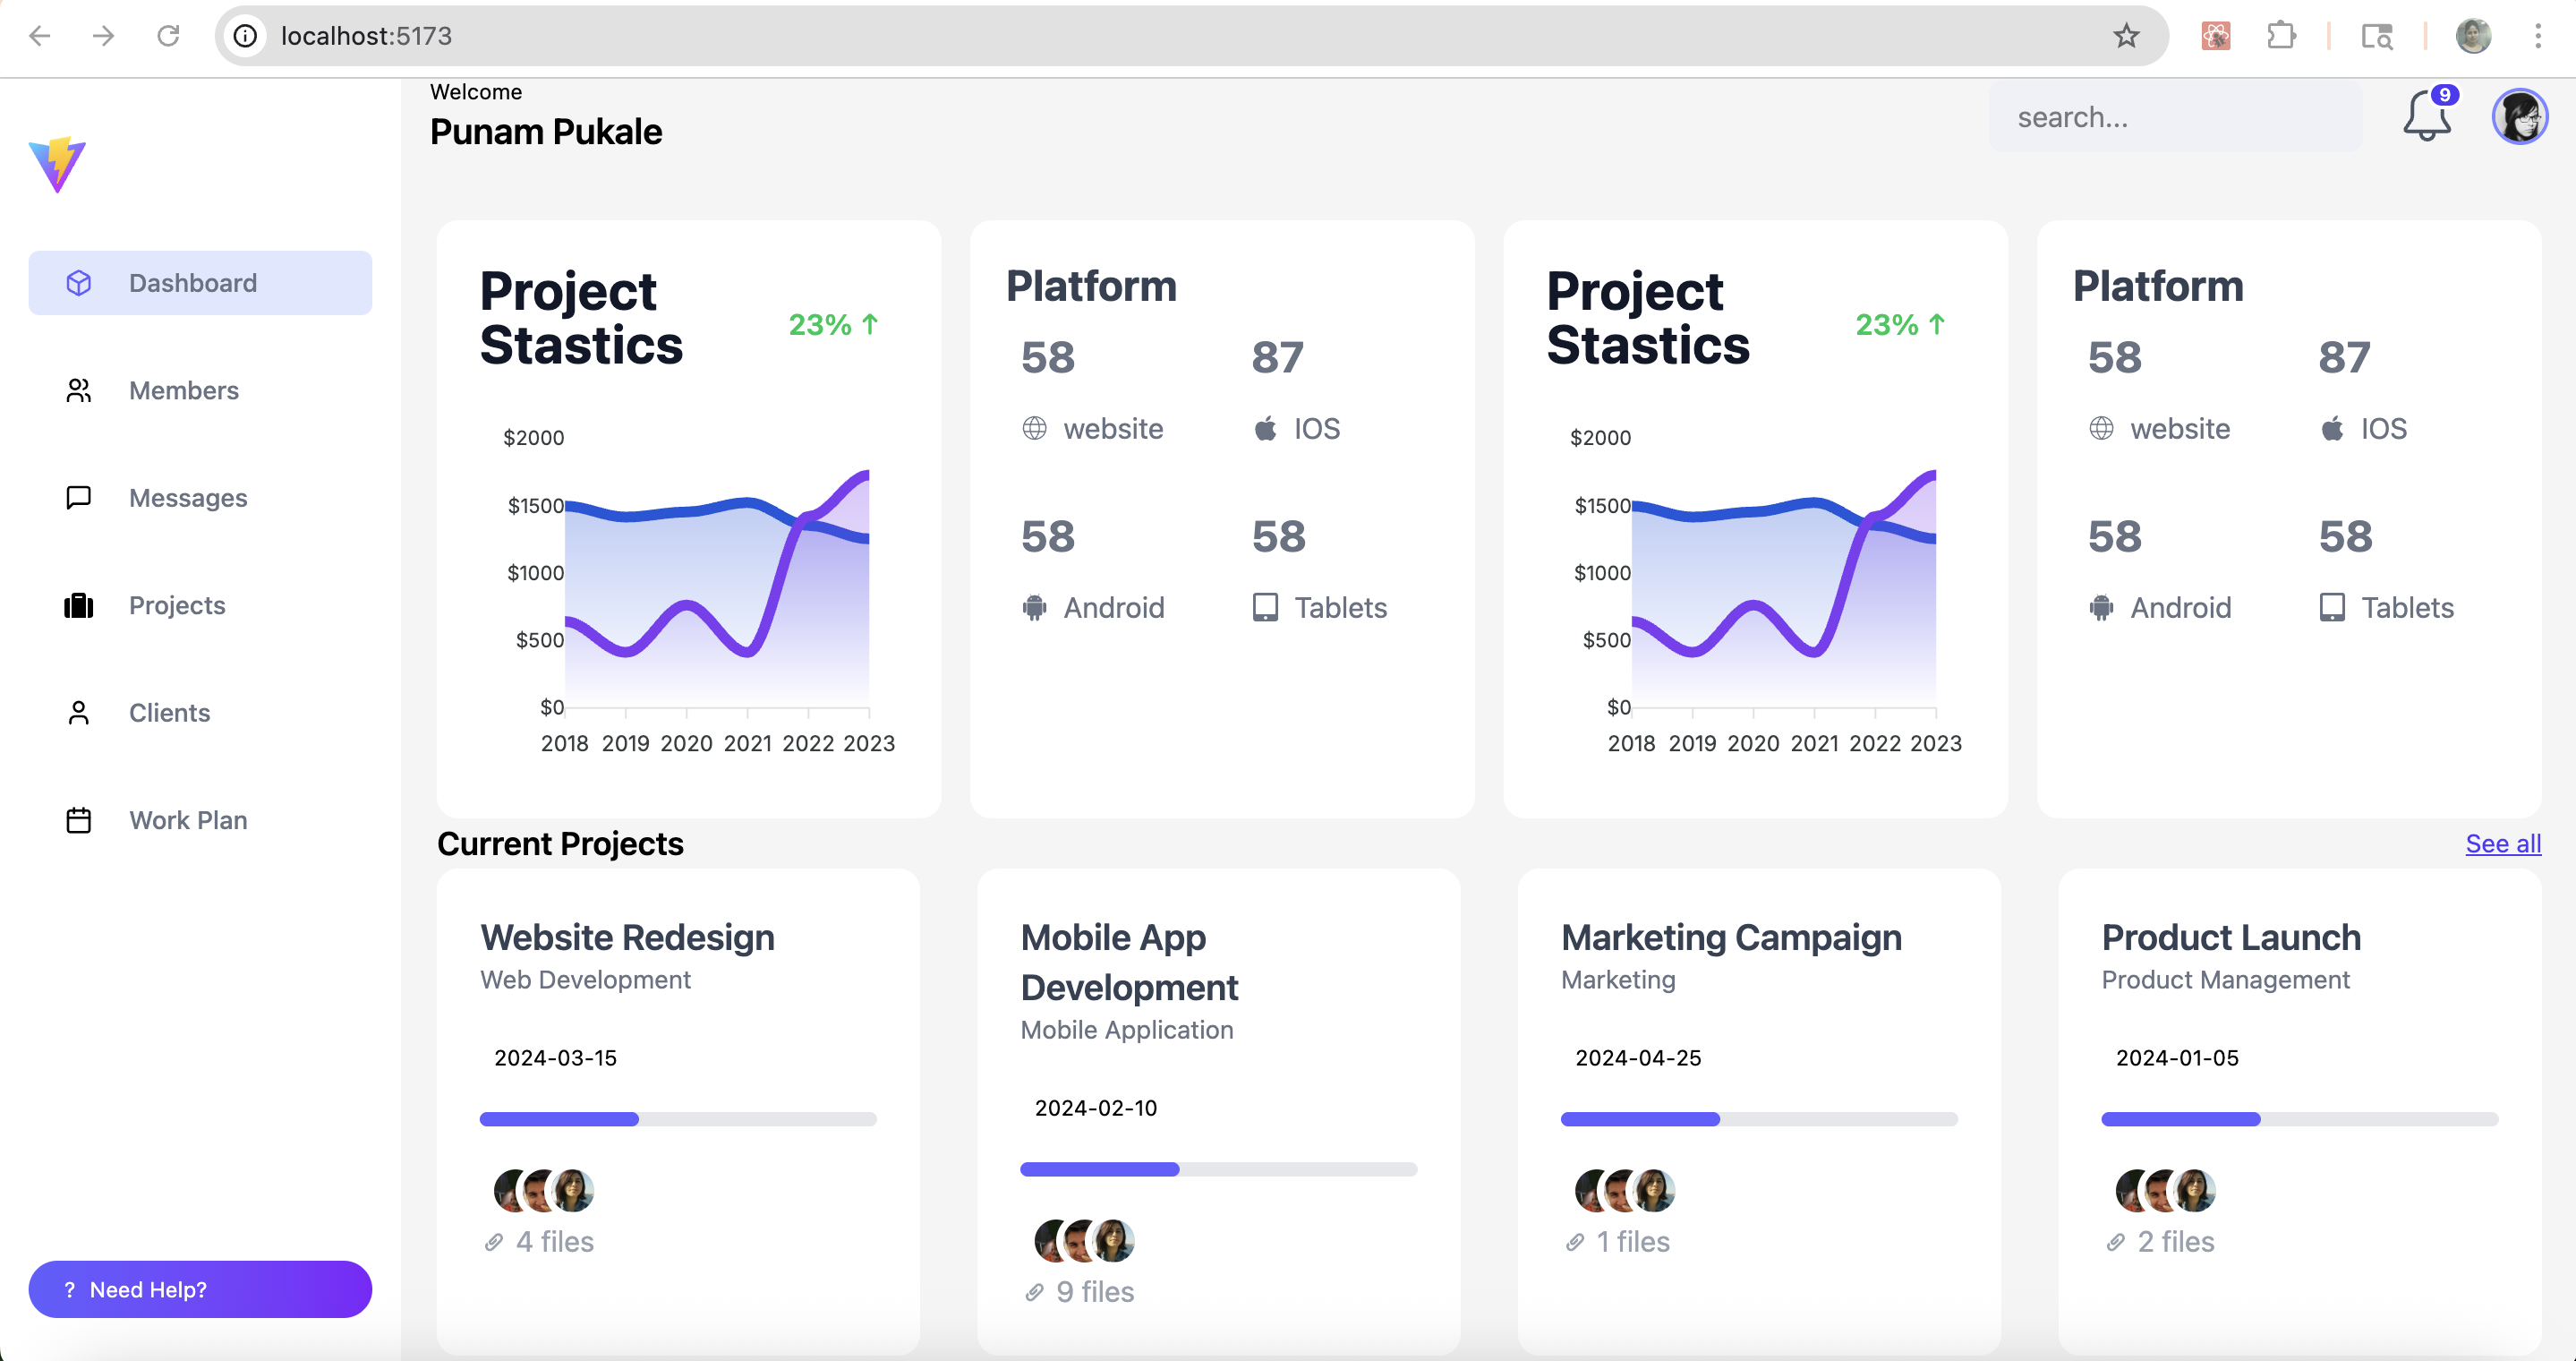 localhost:5173
Welcome
Punam Pukale
search...
9
Dashboard
Members
Messages
Projects
Clients
Work Plan
? Need Help?
Project
Stastics
23% ↑
$2000
$1500
$1000
$500
$0
2018 2019 2020 2021 2022 2023
Platform
58 87
website IOS
58 58
Android Tablets
Project
Stastics
23% ↑
$2000
$1500
$1000
$500
$0
2018 2019 2020 2021 2022 2023
Platform
58 87
website IOS
58 58
Android Tablets
Current Projects
See all
Website Redesign
Web Development
2024-03-15
4 files
Mobile App
Development
Mobile Application
2024-02-10
9 files
Marketing Campaign
Marketing
2024-04-25
1 files
Product Launch
Product Management
2024-01-05
2 files